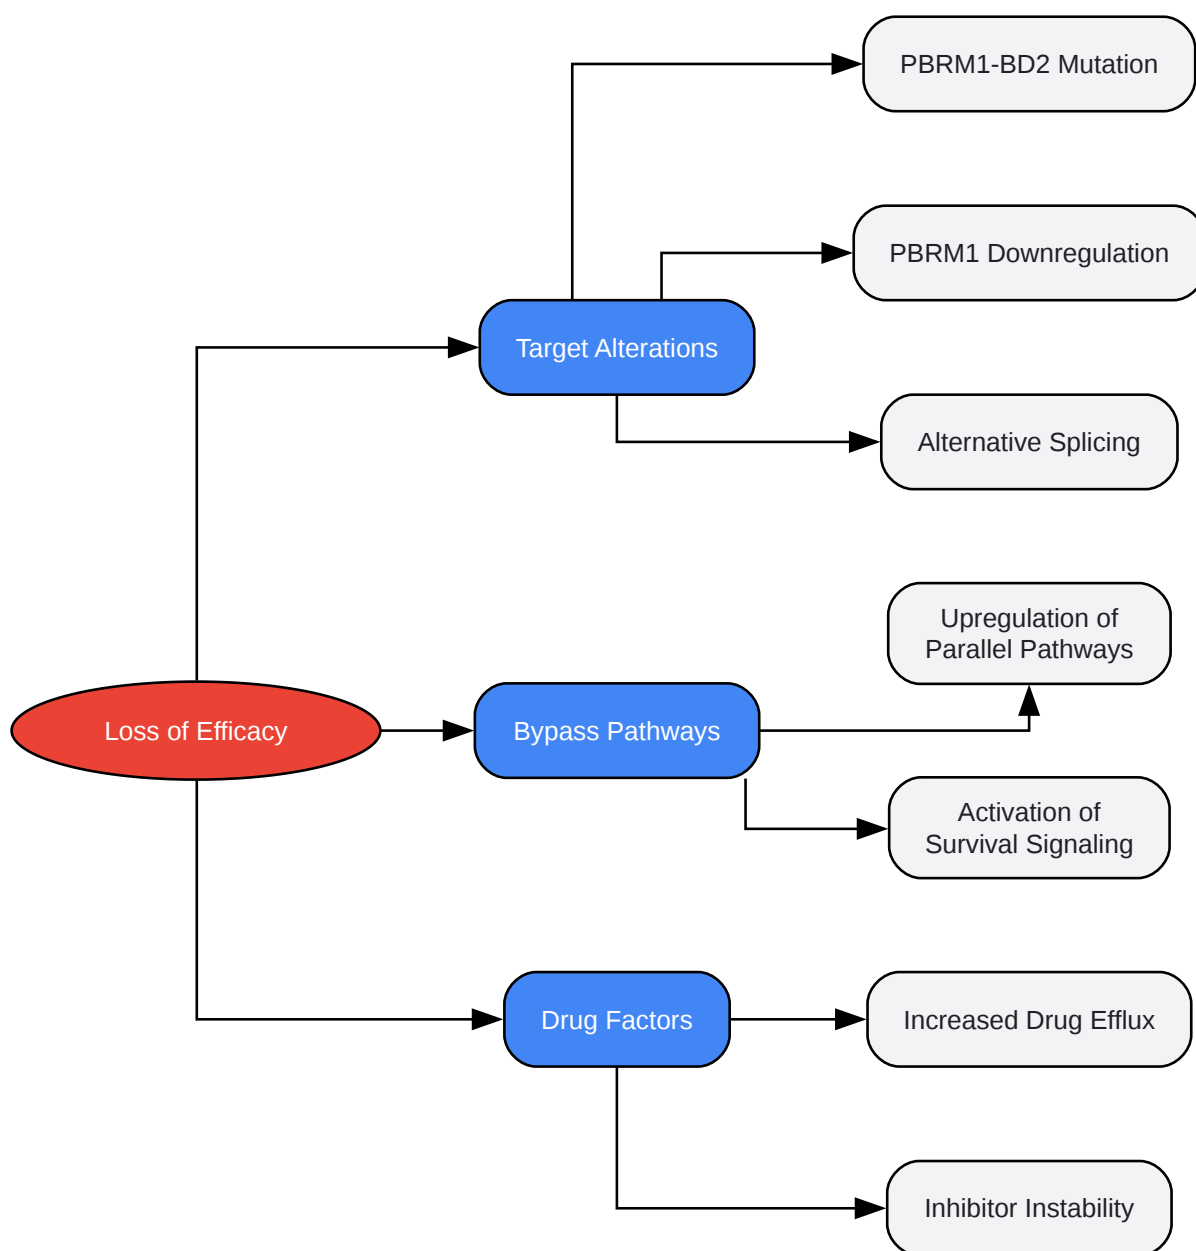 PBRM1-BD2 Mutation
PBRM1 Downregulation
Target Alterations
Alternative Splicing
Upregulation of
Parallel Pathways
Loss of Efficacy
Bypass Pathways
Activation of
Survival Signaling
Drug Factors
Increased Drug Efflux
Inhibitor Instability